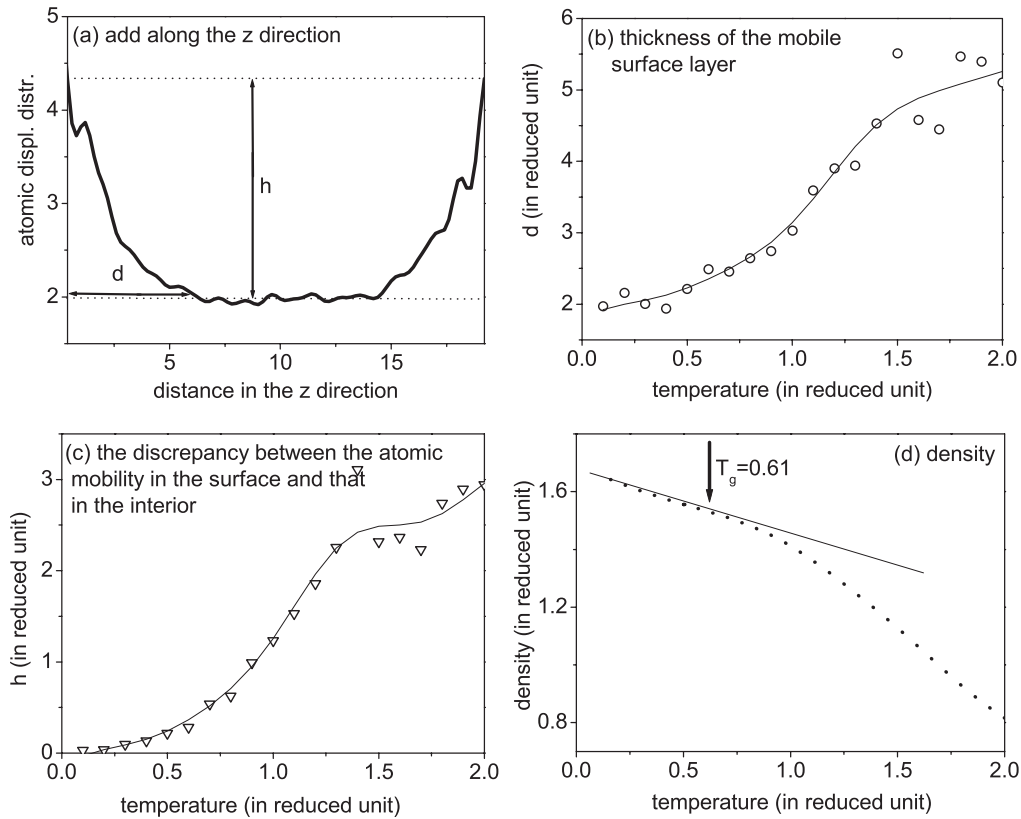 (a) add along the z direction
5
4
3
2
atomic displ. distr.
h
d
5
10
15
distance in the z direction
(b) thickness of the mobile
surface layer
6
5
4
3
2
d (in reduced unit)
0.0
0.5
1.0
1.5
2.0
temperature (in reduced unit)
(c) the discrepancy between the atomic
mobility in the surface and that
in the interior
3
2
1
0
h (in reduced unit)
0.0
0.5
1.0
1.5
2.0
temperature (in reduced unit)
(d) density
Tg=0.61
1.6
1.2
0.8
density (in reduced unit)
0.0
0.5
1.0
1.5
2.0
temperature (in reduced unit)